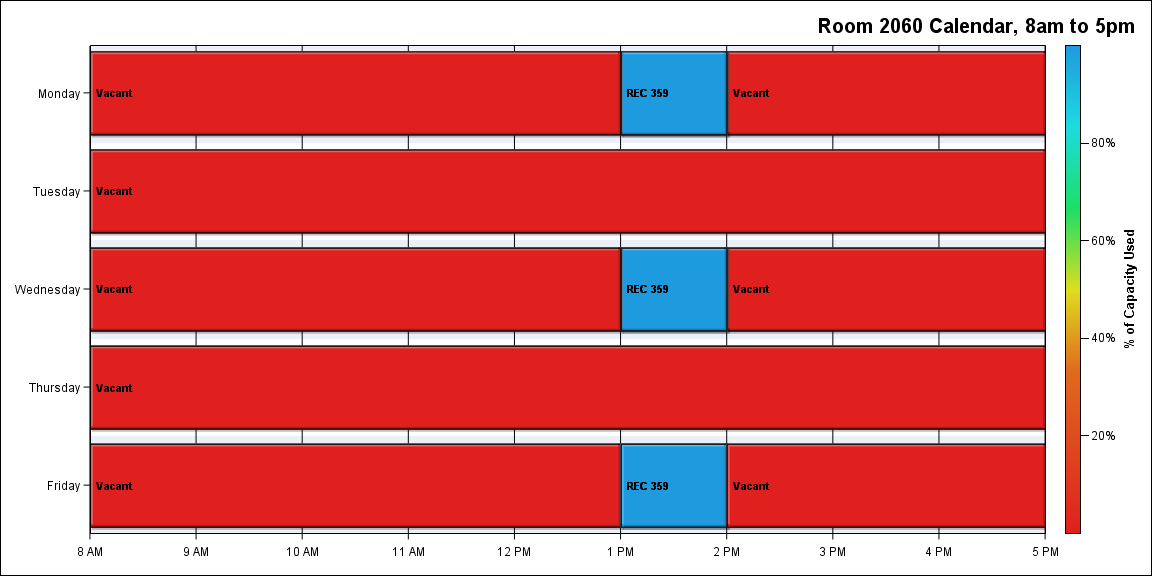 Room 2060 Calendar, 8am to 5pm
Monday
Vacant
REC 359
Vacant
Tuesday
Vacant
Wednesday
Vacant
REC 359
Vacant
Thursday
Vacant
Friday
Vacant
REC 359
Vacant
8 AM
9 AM
10 AM
11 AM
12 PM
1 PM
2 PM
3 PM
4 PM
5 PM
80%
60%
40%
20%
% of Capacity Used